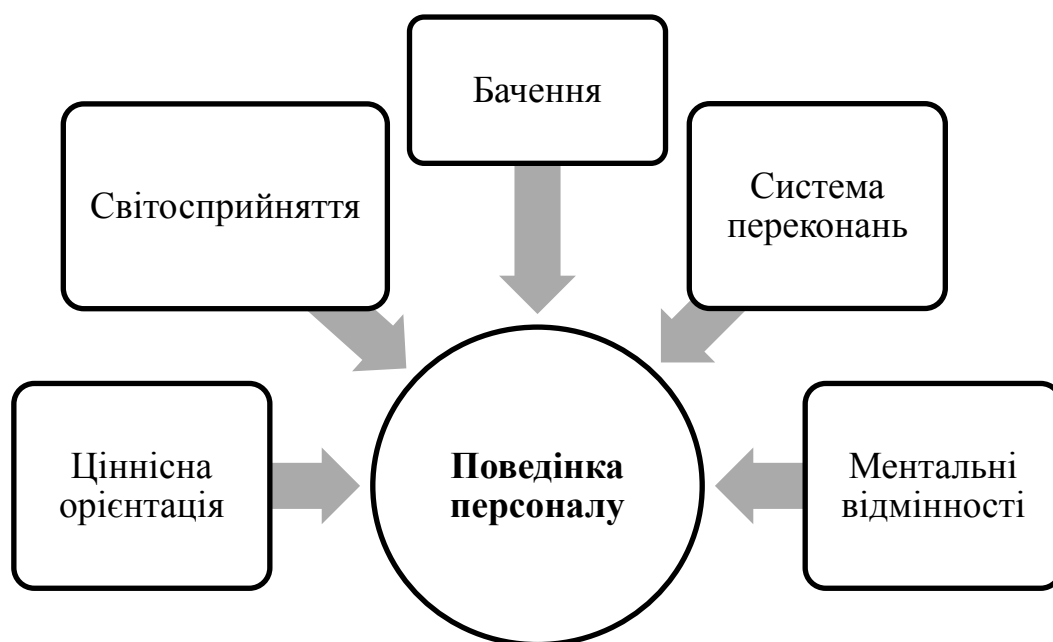 Бачення
Світосприйняття
Система
переконань
Ціннісна
орієнтація
Поведінка
персоналу
Ментальні
відмінності